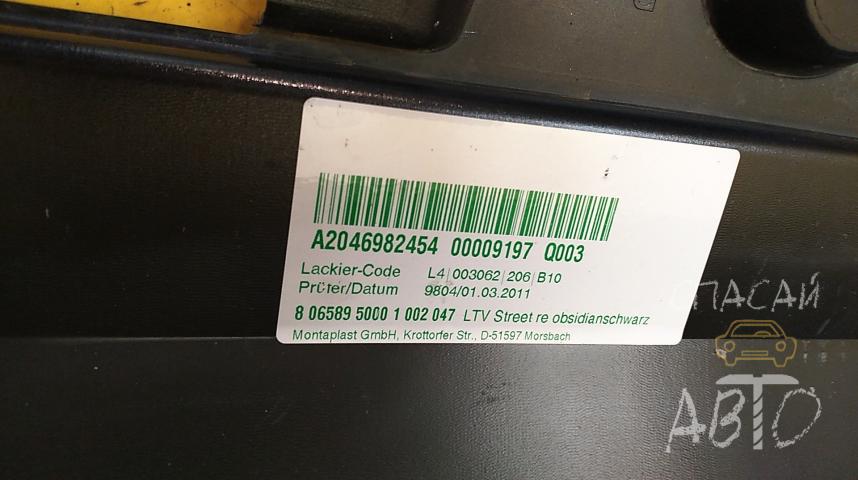 A2046982454 00009197 Q003
Lackier-Code L4|003062|206|B10
Prüfer/Datum 9804/01.03.2011
8 06589 5000 1 002 047 LTV Street re obsidianschwarz
Montaplast GmbH, Krottorfer Str., D-51597 Morsbach
СПАСАЙ
АВТО